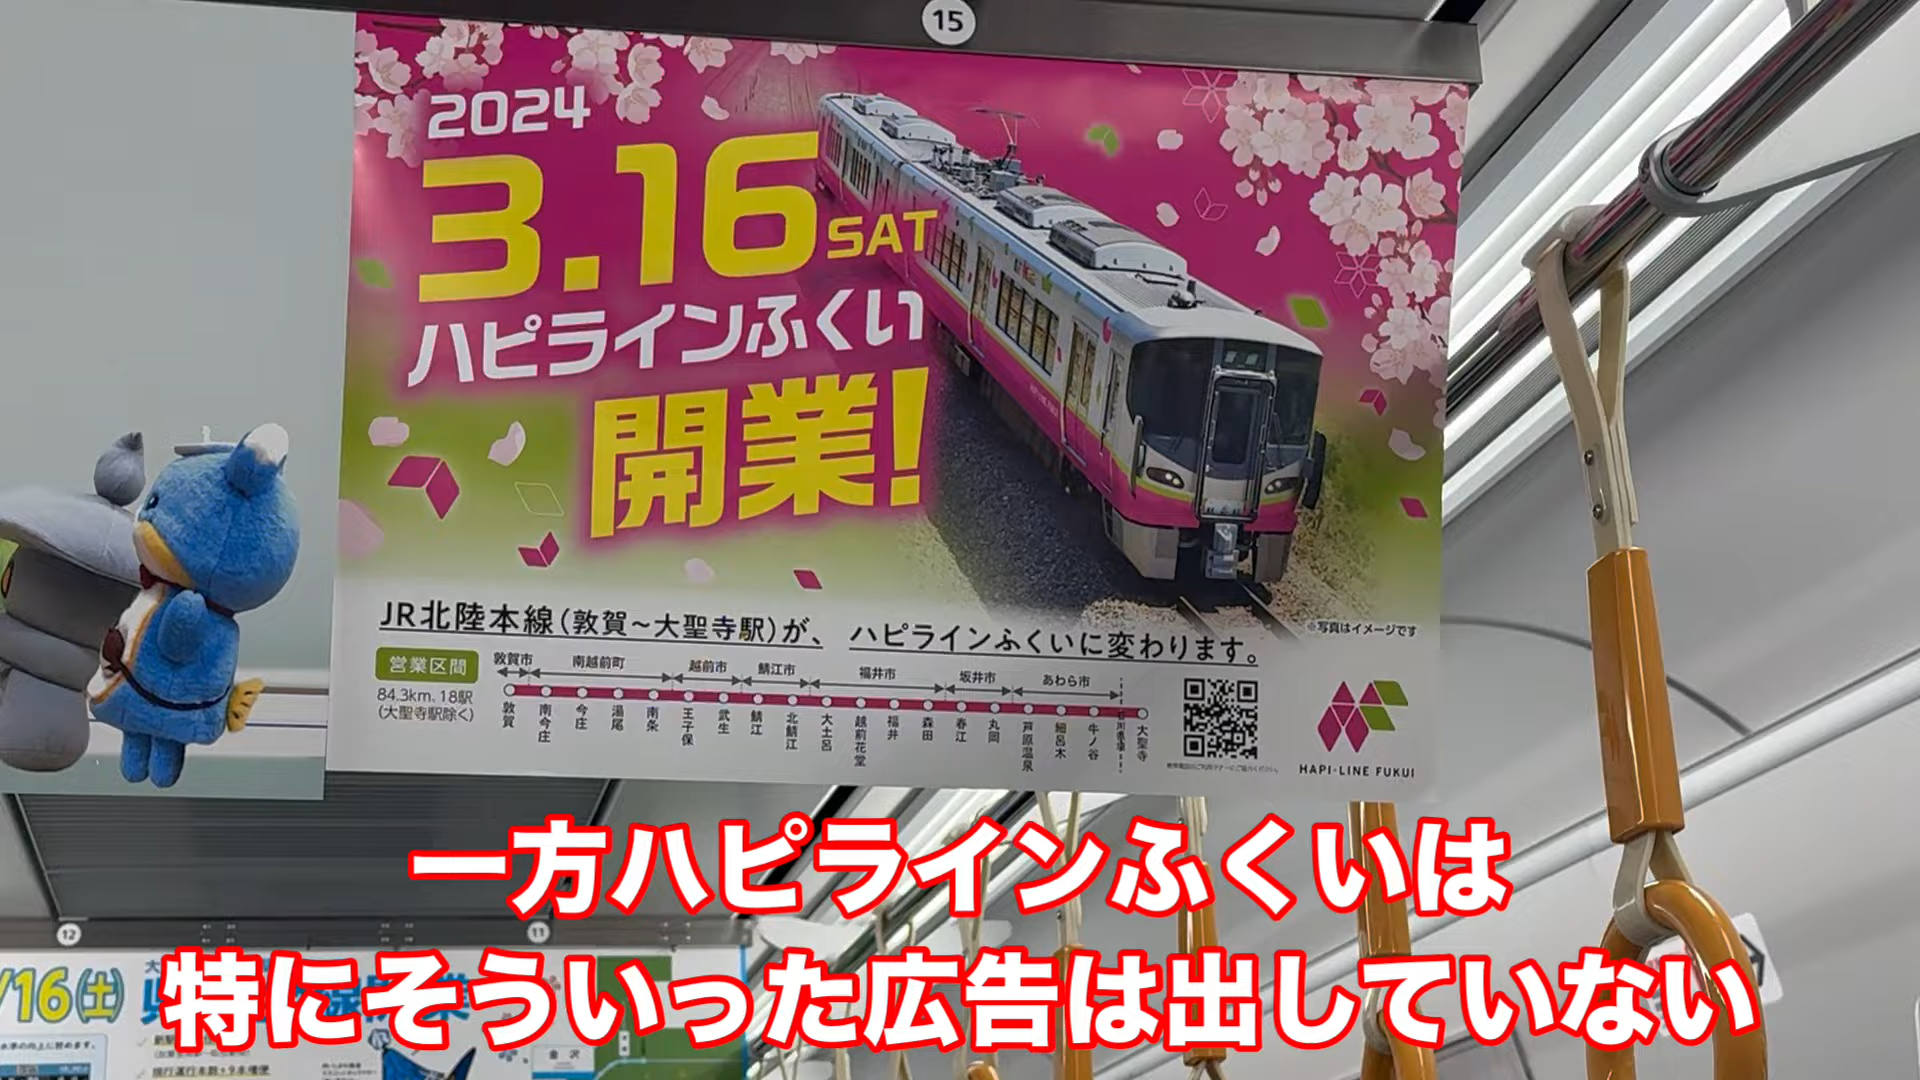 15
2024
3.16 SAT
ハピラインふくい
開業!
※写真はイメージです
JR北陸本線(敦賀~大聖寺駅)が、 ハピラインふくいに変わります。
営業区間
84.3km、18駅
(大聖寺駅除く)
敦賀市 南越前町 越前市 鯖江市 福井市 坂井市 あわら市
敦賀 南今庄 今庄 湯尾 南条 王子保 武生 鯖江 北鯖江 大土呂 越前花堂 福井 森田 春江 丸岡 芦原温泉 細呂木 牛ノ谷 大聖寺
HAPI-LINE FUKUI
一方ハピラインふくいは
特にそういった広告は出していない
12
11
/16(土)
金沢